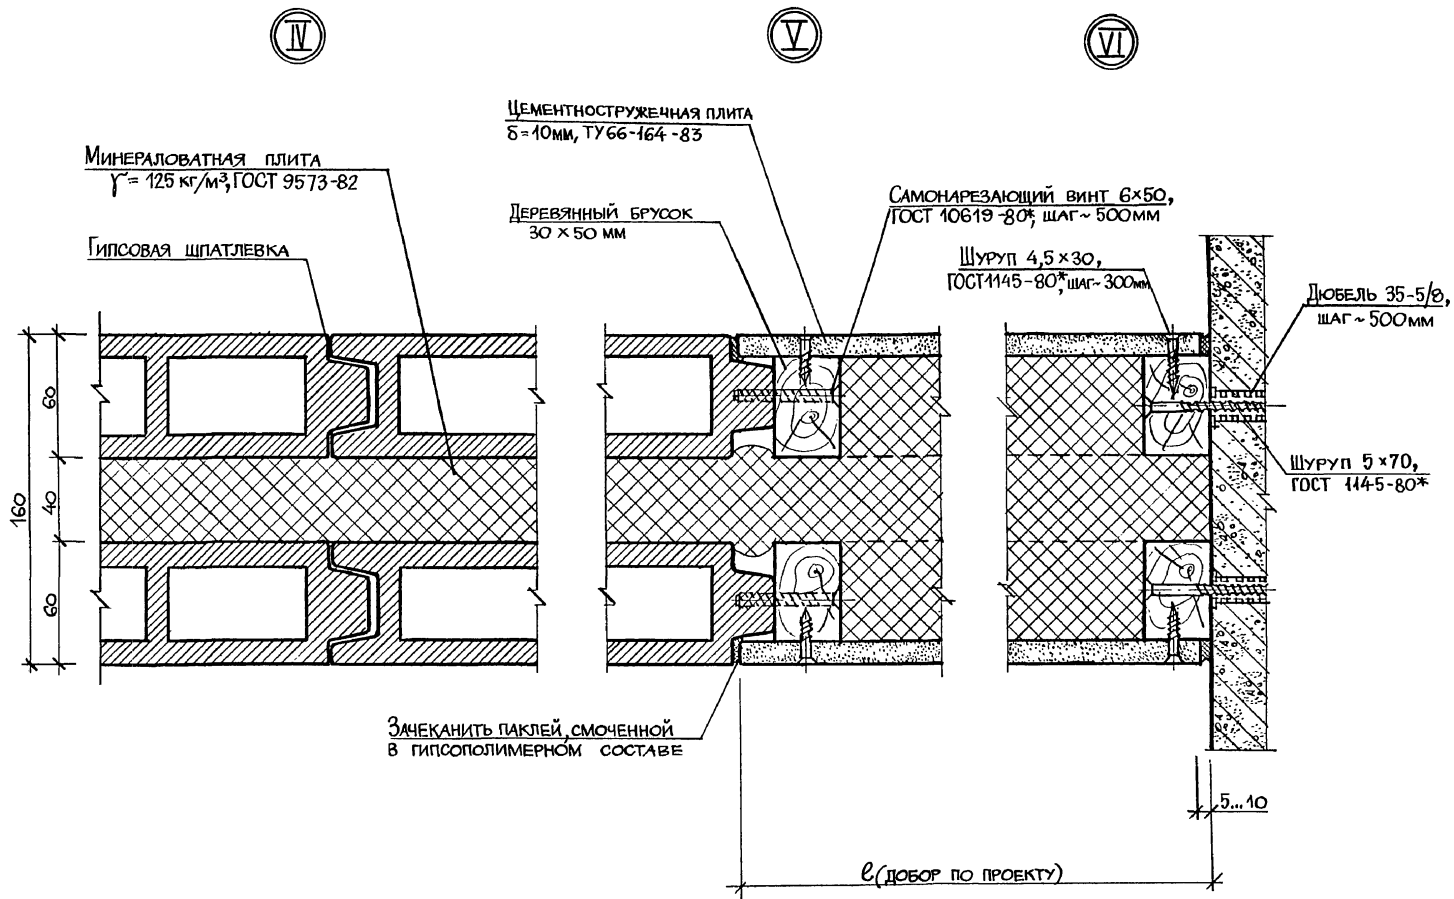 IV
V
VI
Цементностружечная плита
δ=10мм, ТУ66-164-83
Минераловатная плита
γ= 125 кг/м³, ГОСТ 9573-82
Самонарезающий винт 6×50,
ГОСТ 10619-80*, шаг~500мм
Деревянный брусок
30×50 мм
Гипсовая шпатлевка
Шуруп 4,5×30,
ГОСТ1145-80*, шаг~300мм
Дюбель 35-5/8,
шаг~500мм
Шуруп 5×70,
ГОСТ 1145-80*
160
60
40
60
Зачеканить паклей, смоченной
в гипсополимерном составе
5...10
ℓ(добор по проекту)